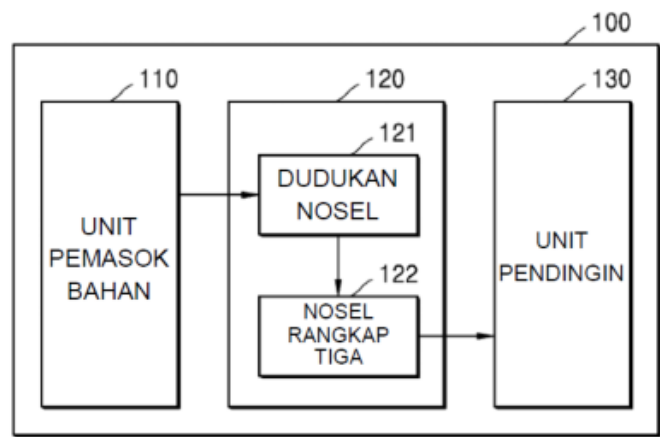 100
110
120
130
121
DUDUKAN
NOSEL
UNIT
PEMASOK
BAHAN
UNIT
PENDINGIN
122
NOSEL
RANGKAP
TIGA